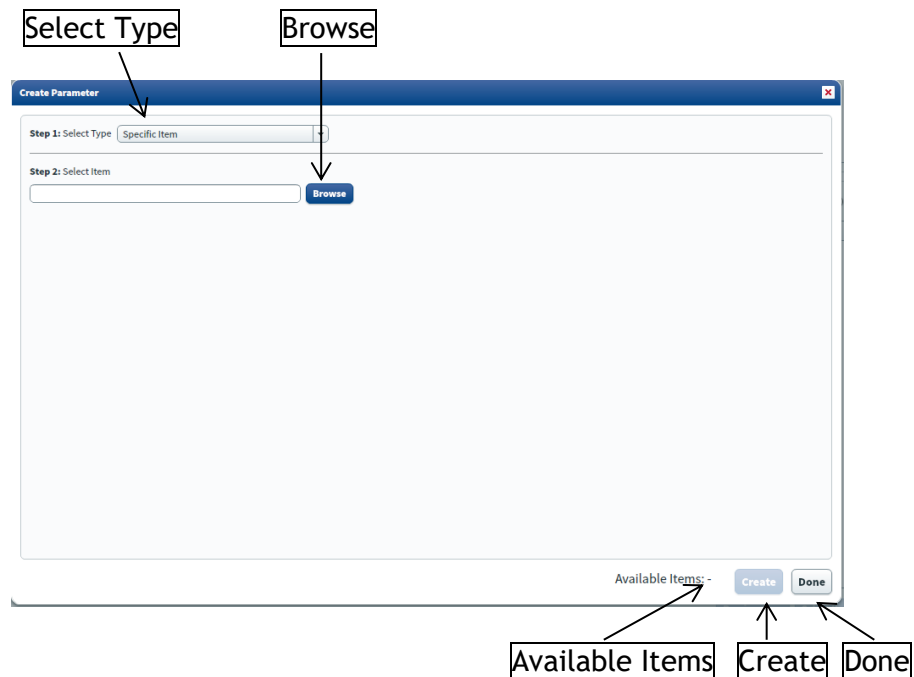 Select Type Browse
Create Parameter
Step 1: Select Type Specific Item
Step 2: Select Item
Browse
Available Items: - Create Done
Available Items Create Done